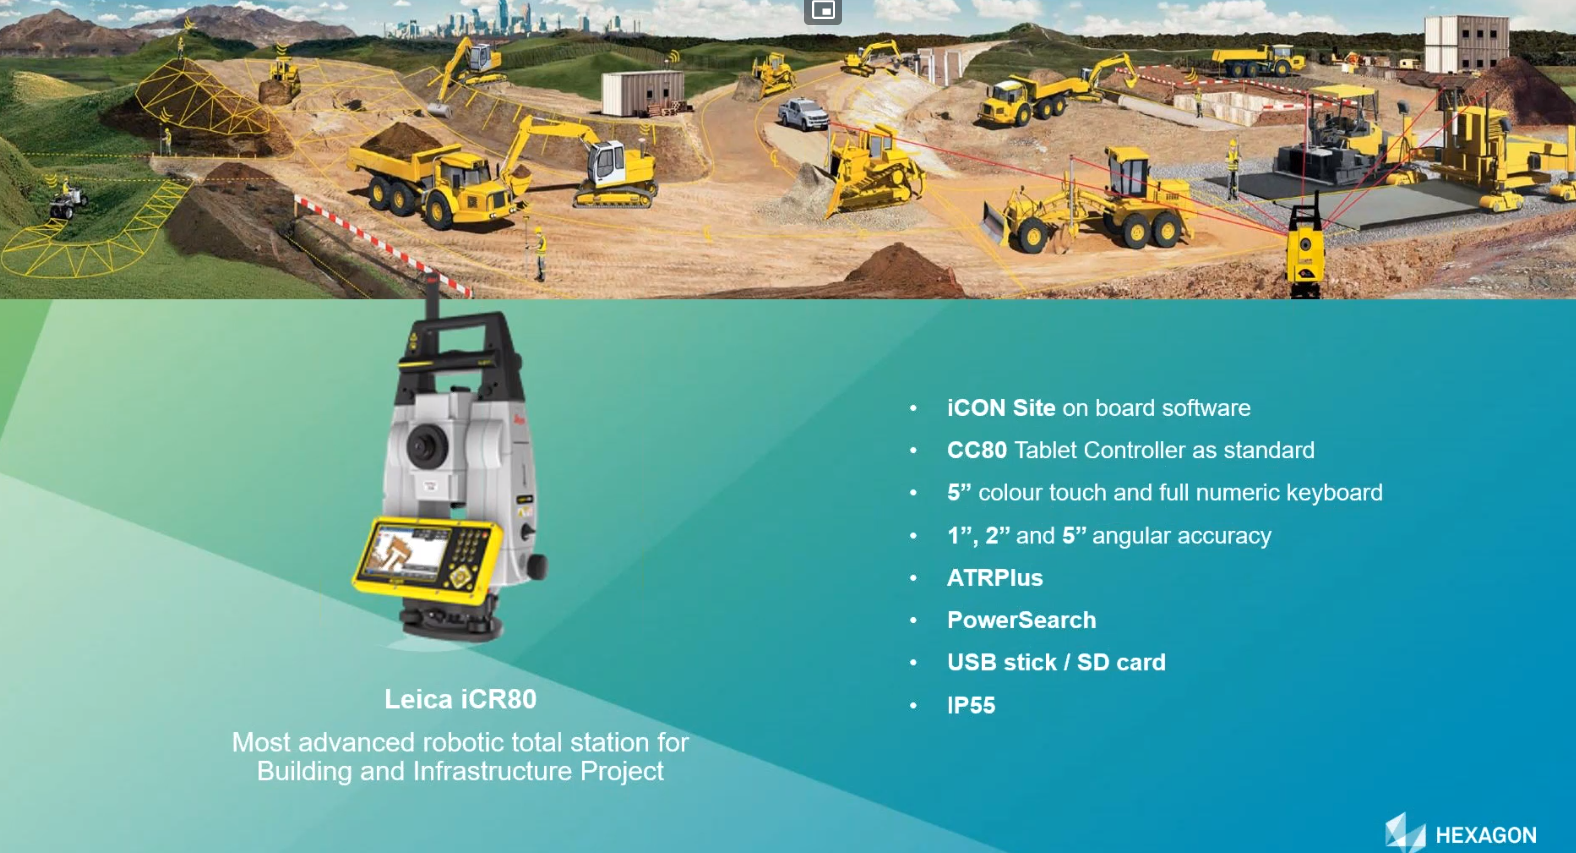 Leica iCR80
Most advanced robotic total station for
Building and Infrastructure Project
• iCON Site on board software
• CC80 Tablet Controller as standard
• 5” colour touch and full numeric keyboard
• 1”, 2” and 5” angular accuracy
• ATRPlus
• PowerSearch
• USB stick / SD card
• IP55
HEXAGON